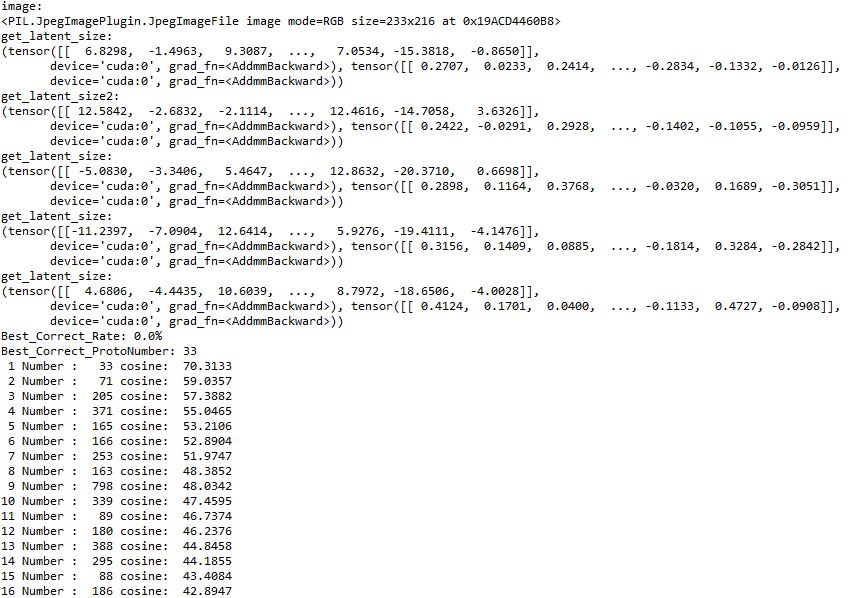 image:
<PIL.JpegImagePlugin.JpegImageFile image mode=RGB size=233x216 at 0x19ACD4460B8>
get_latent_size:
(tensor([[  6.8298,  -1.4963,   9.3087,  ...,   7.0534, -15.3818,  -0.8650]],
       device='cuda:0', grad_fn=<AddmmBackward>), tensor([[ 0.2707,  0.0233,  0.2414,  ..., -0.2834, -0.1332, -0.0126]],
       device='cuda:0', grad_fn=<AddmmBackward>))
get_latent_size2:
(tensor([[ 12.5842,  -2.6832,  -2.1114,  ...,  12.4616, -14.7058,   3.6326]],
       device='cuda:0', grad_fn=<AddmmBackward>), tensor([[ 0.2422, -0.0291,  0.2928,  ..., -0.1402, -0.1055, -0.0959]],
       device='cuda:0', grad_fn=<AddmmBackward>))
get_latent_size:
(tensor([[ -5.0830,  -3.3406,   5.4647,  ...,  12.8632, -20.3710,   0.6698]],
       device='cuda:0', grad_fn=<AddmmBackward>), tensor([[ 0.2898,  0.1164,  0.3768,  ..., -0.0320,  0.1689, -0.3051]],
       device='cuda:0', grad_fn=<AddmmBackward>))
get_latent_size:
(tensor([[-11.2397,  -7.0904,  12.6414,  ...,   5.9276, -19.4111,  -4.1476]],
       device='cuda:0', grad_fn=<AddmmBackward>), tensor([[ 0.3156,  0.1409,  0.0885,  ..., -0.1814,  0.3284, -0.2842]],
       device='cuda:0', grad_fn=<AddmmBackward>))
get_latent_size:
(tensor([[  4.6806,  -4.4435,  10.6039,  ...,   8.7972, -18.6506,  -4.0028]],
       device='cuda:0', grad_fn=<AddmmBackward>), tensor([[ 0.4124,  0.1701,  0.0400,  ..., -0.1133,  0.4727, -0.0908]],
       device='cuda:0', grad_fn=<AddmmBackward>))
Best_Correct_Rate: 0.0%
Best_Correct_ProtoNumber: 33
 1 Number :   33 cosine:  70.3133
 2 Number :   71 cosine:  59.0357
 3 Number :  205 cosine:  57.3882
 4 Number :  371 cosine:  55.0465
 5 Number :  165 cosine:  53.2106
 6 Number :  166 cosine:  52.8904
 7 Number :  253 cosine:  51.9747
 8 Number :  163 cosine:  48.3852
 9 Number :  798 cosine:  48.0342
10 Number :  339 cosine:  47.4595
11 Number :   89 cosine:  46.7374
12 Number :  180 cosine:  46.2376
13 Number :  388 cosine:  44.8458
14 Number :  295 cosine:  44.1855
15 Number :   88 cosine:  43.4084
16 Number :  186 cosine:  42.8947